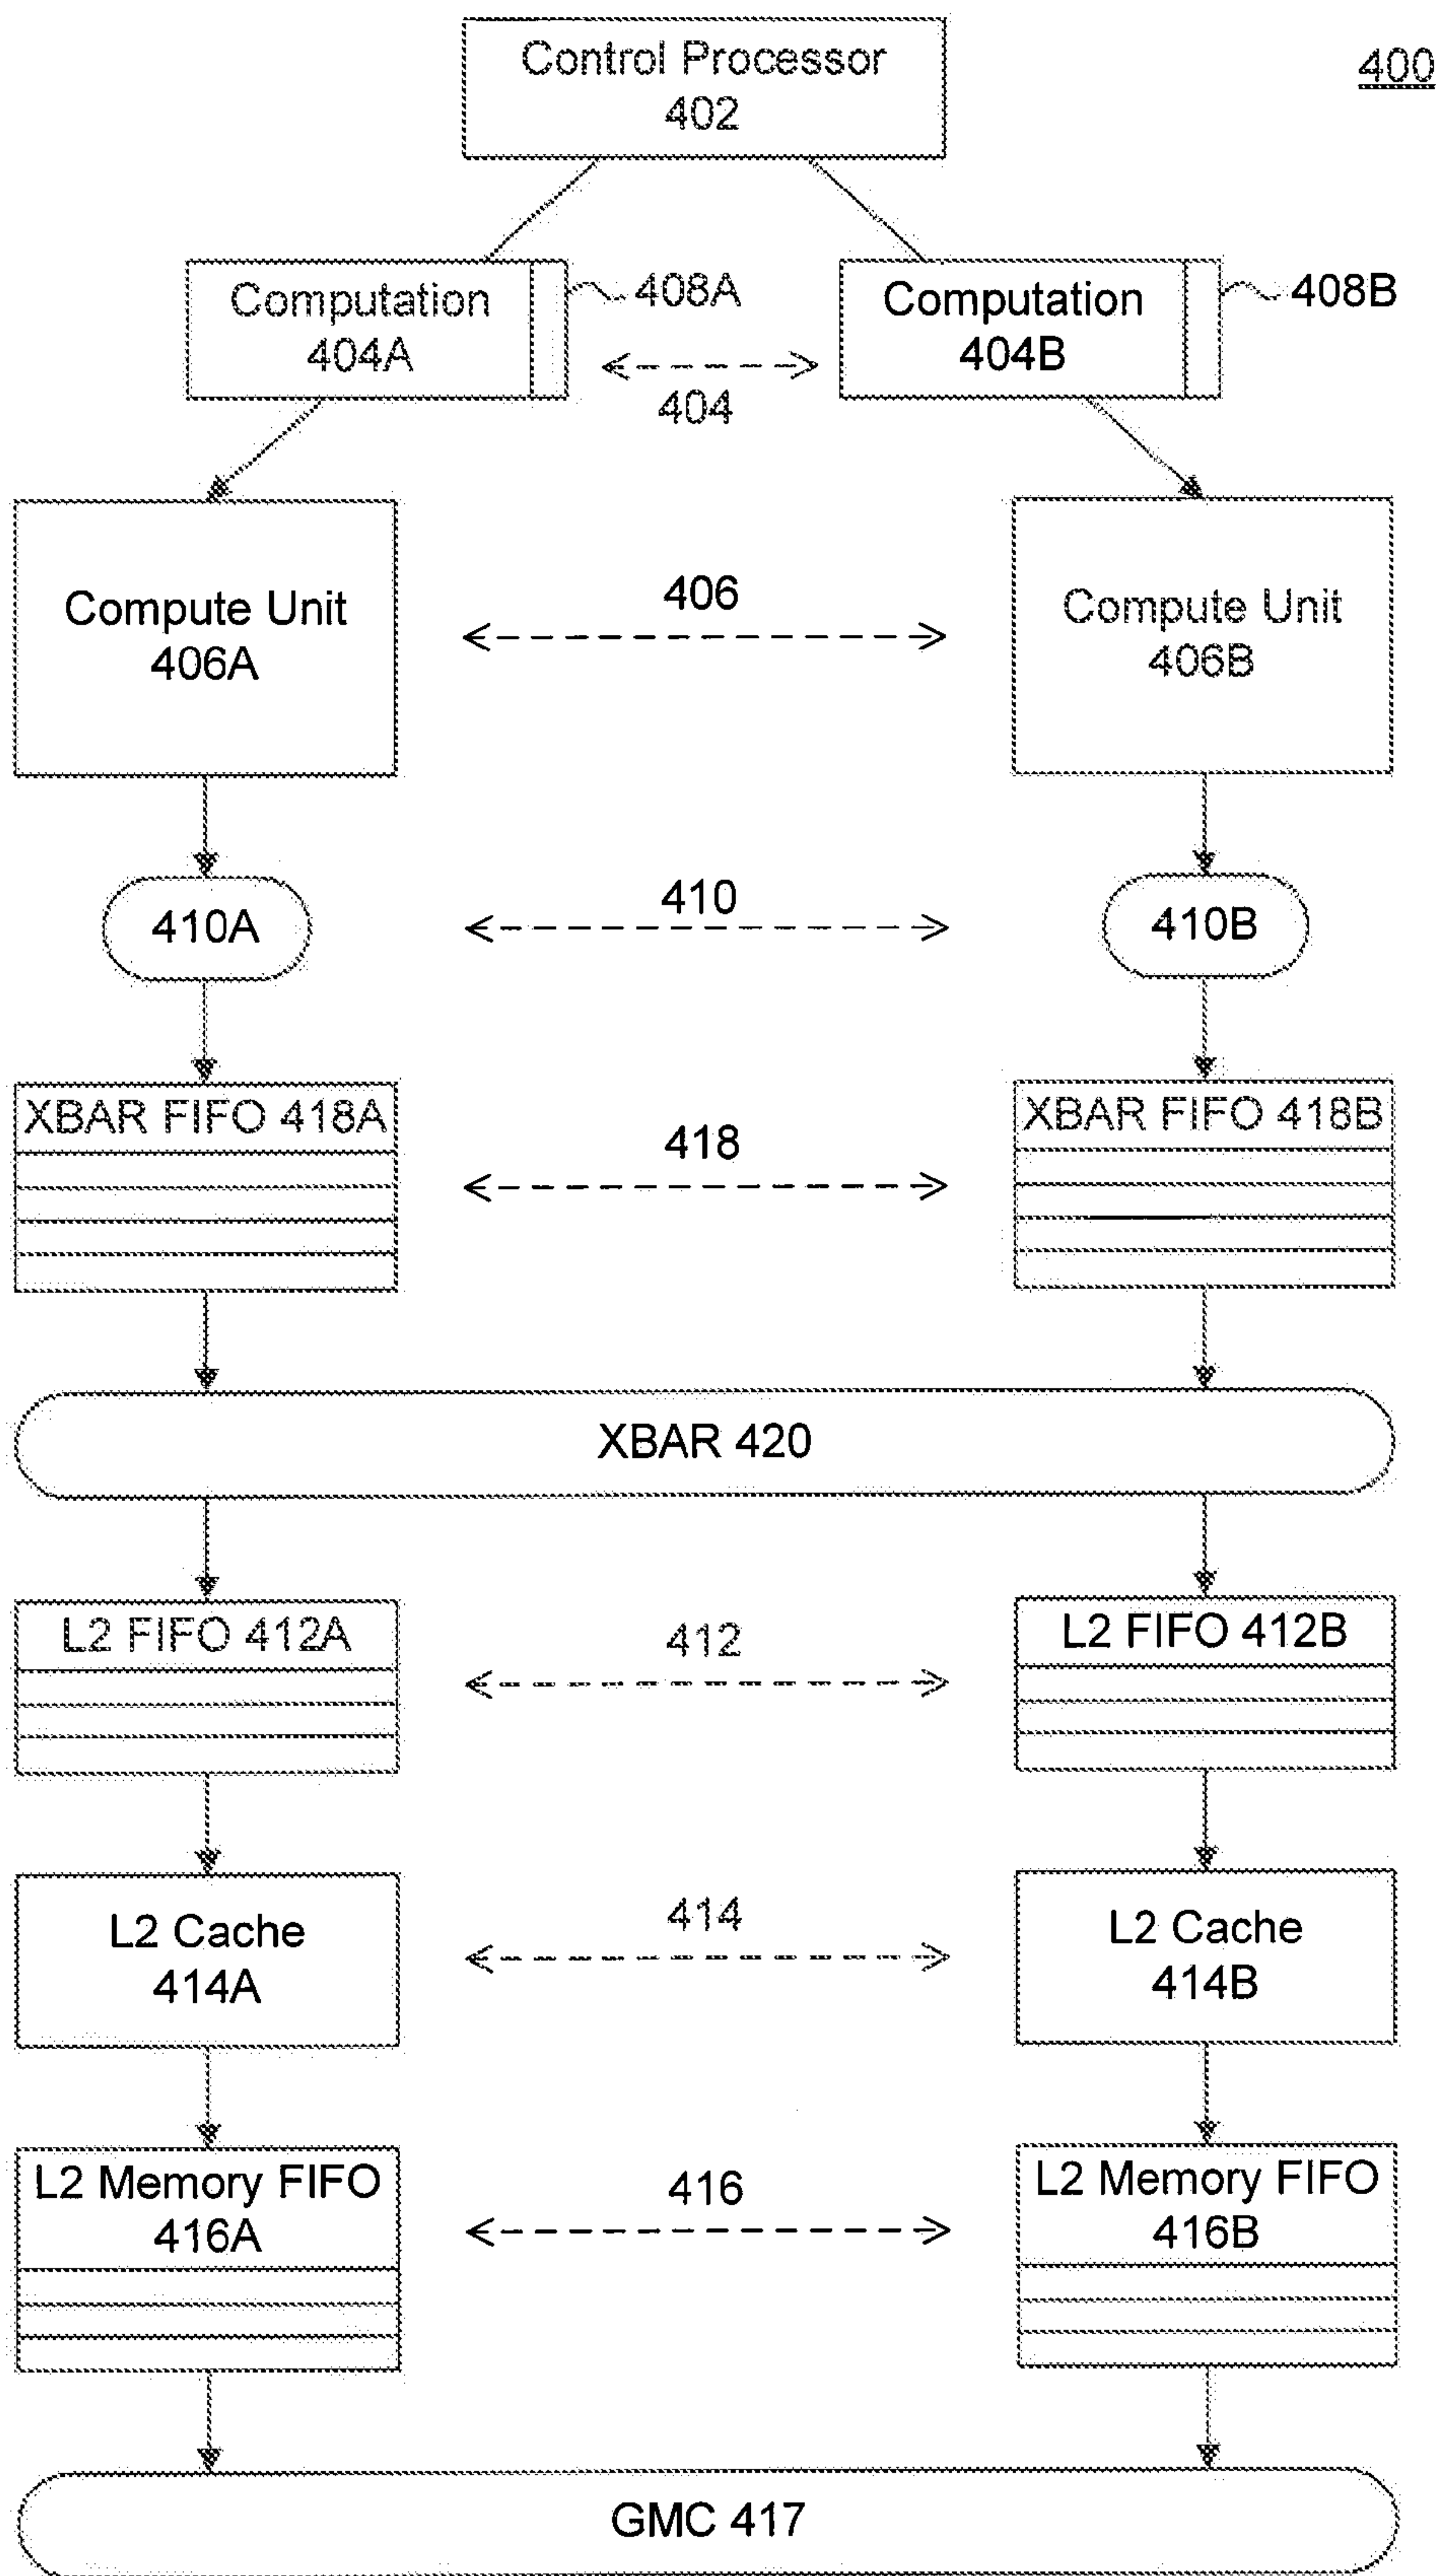 Control Processor
402
400
Computation
404A
408A
Computation
404B
408B
404
Compute Unit
406A
406
Compute Unit
406B
410A
410
410B
XBAR FIFO 418A
418
XBAR FIFO 418B
XBAR 420
L2 FIFO 412A
412
L2 FIFO 412B
L2 Cache
414A
414
L2 Cache
414B
L2 Memory FIFO
416A
416
L2 Memory FIFO
416B
GMC 417